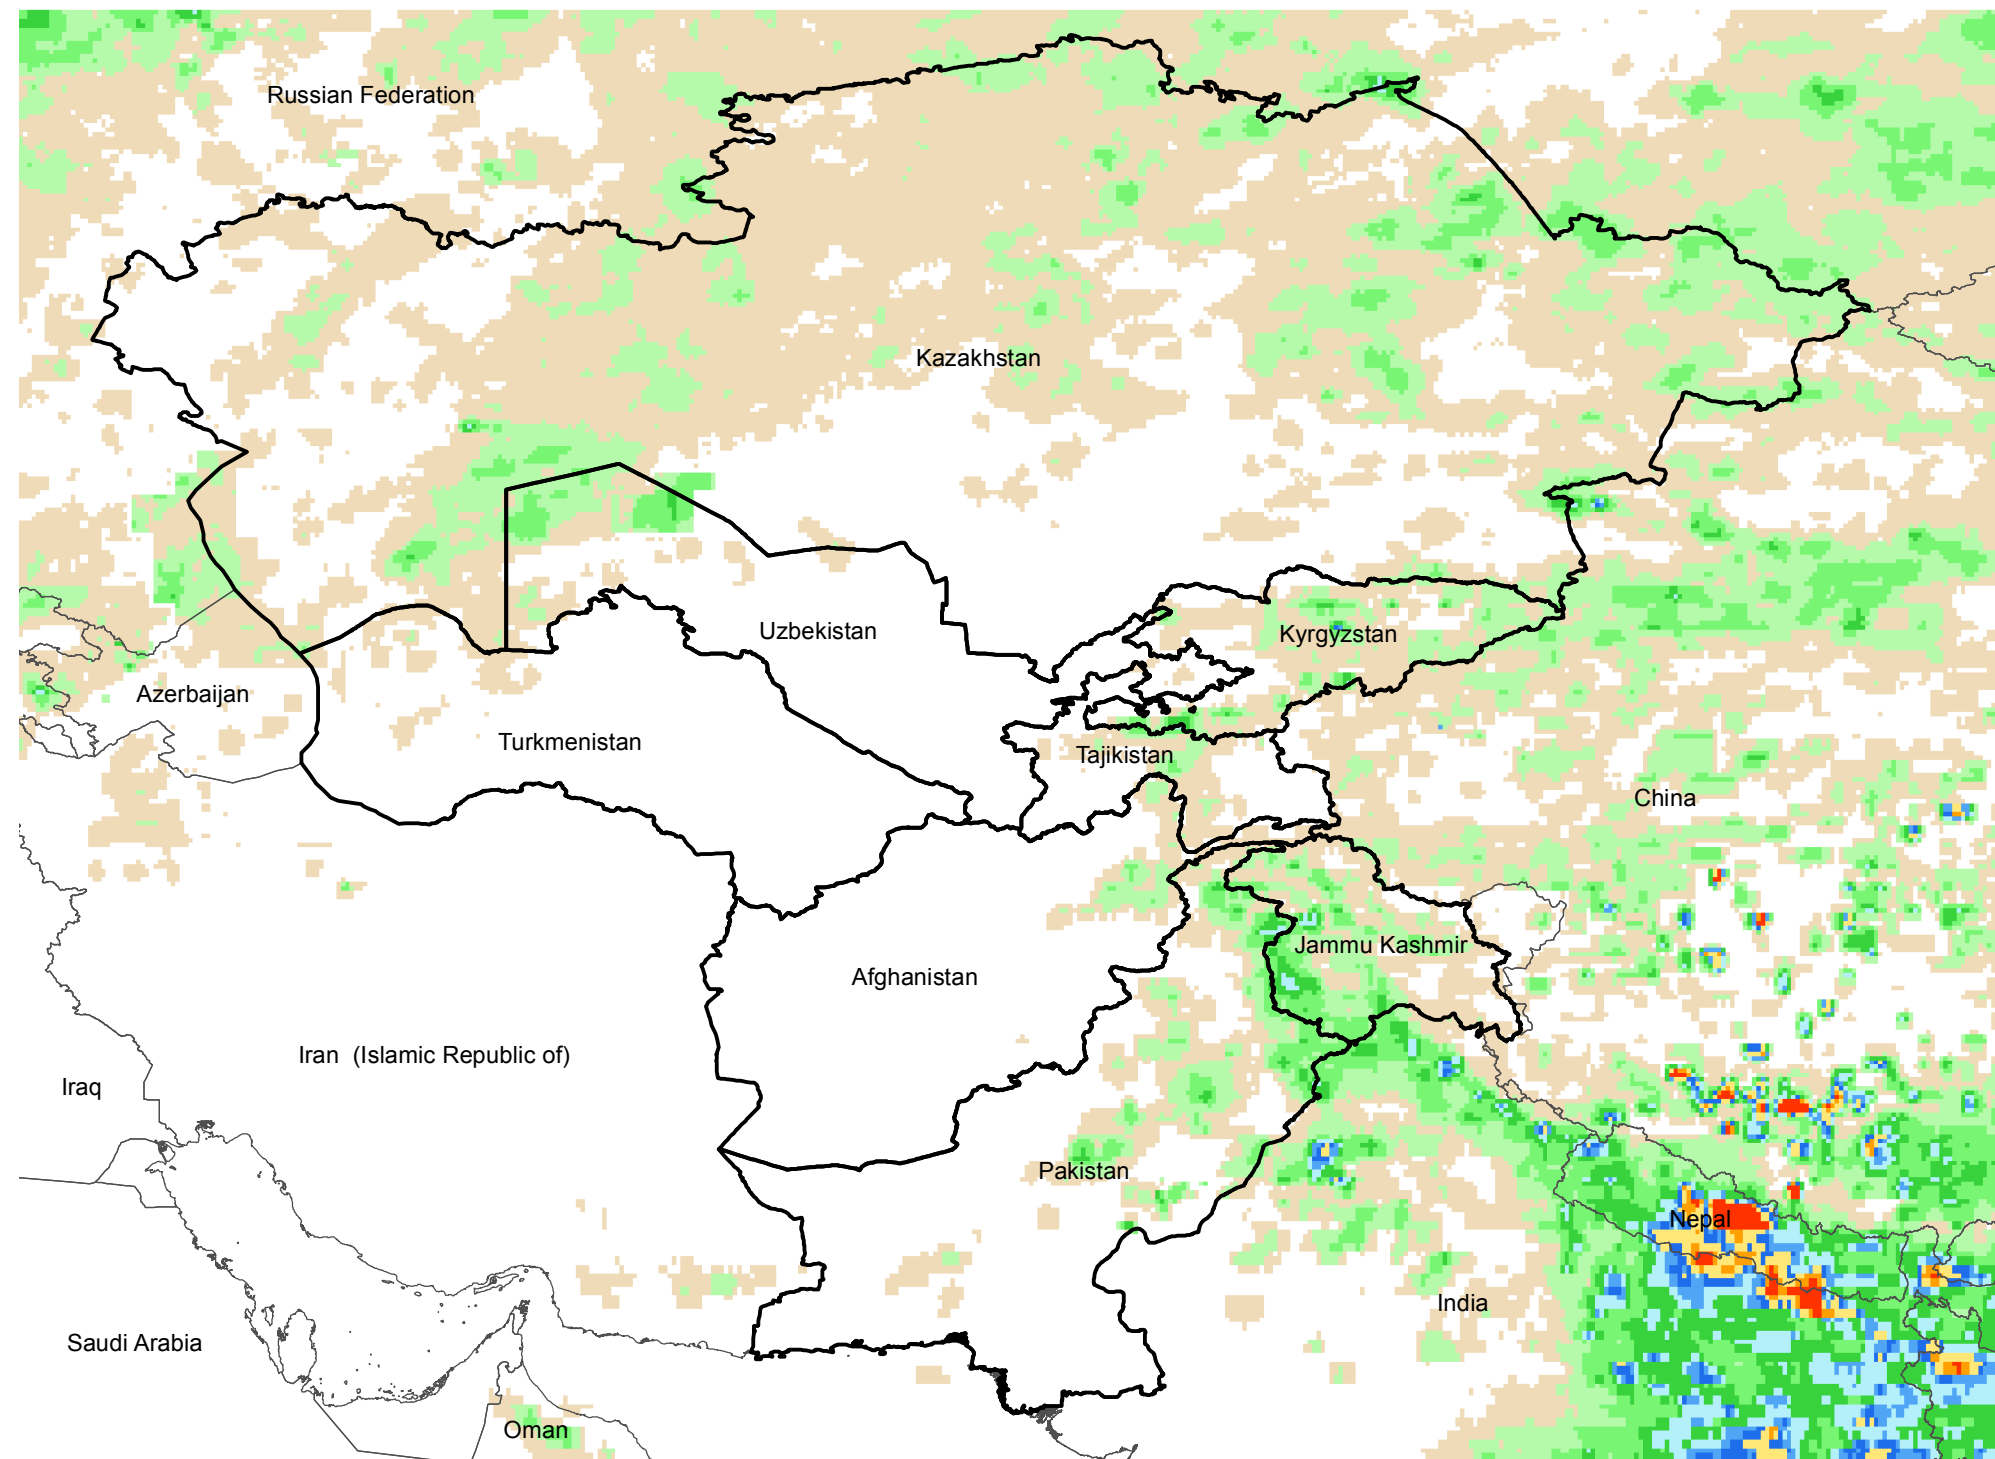 Russian Federation
Kazakhstan
Uzbekistan
Kyrgyzstan
Azerbaijan
Turkmenistan
Tajikistan
China
Jammu Kashmir
Afghanistan
Iran  (Islamic Republic of)
Iraq
Pakistan
Nepal
India
Saudi Arabia
Oman